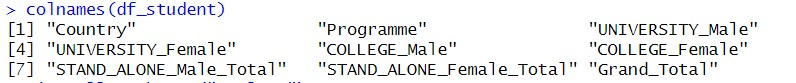 > colnames(df_student)
[1] "Country" "Programme" "UNIVERSITY_Male"
[4] "UNIVERSITY_Female" "COLLEGE_Male" "COLLEGE_Female"
[7] "STAND_ALONE_Male_Total" "STAND_ALONE_Female_Total" "Grand_Total"